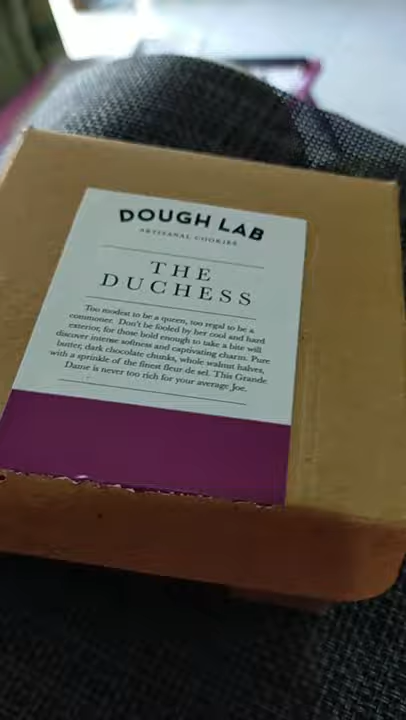 DOUGH LAB
ARTISANAL COOKIES
THE
DUCHESS
Too modest to be a queen, too regal to be a
commoner. Don't be fooled by her cool and hard
exterior, for those bold enough to take a bite will
discover intense softness and captivating charm. Pure
butter, dark chocolate chunks, whole walnut halves,
with a sprinkle of the finest fleur de sel. This Grande
Dame is never too rich for your average Joe.